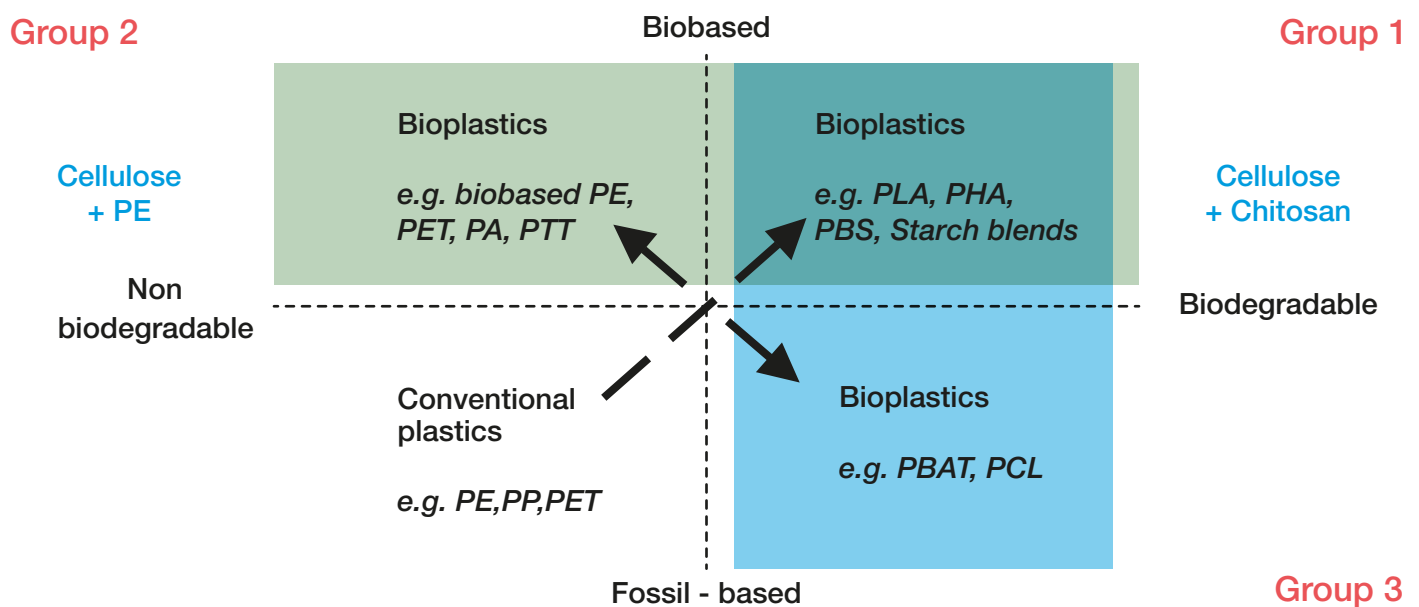 Group 2
Biobased
Group 1
Bioplastics
e.g. biobased PE,
PET, PA, PTT
Bioplastics
e.g. PLA, PHA,
PBS, Starch blends
Cellulose
+ PE
Cellulose
+ Chitosan
Non
biodegradable
Biodegradable
Conventional
plastics
e.g. PE,PP,PET
Bioplastics
e.g. PBAT, PCL
Fossil - based
Group 3